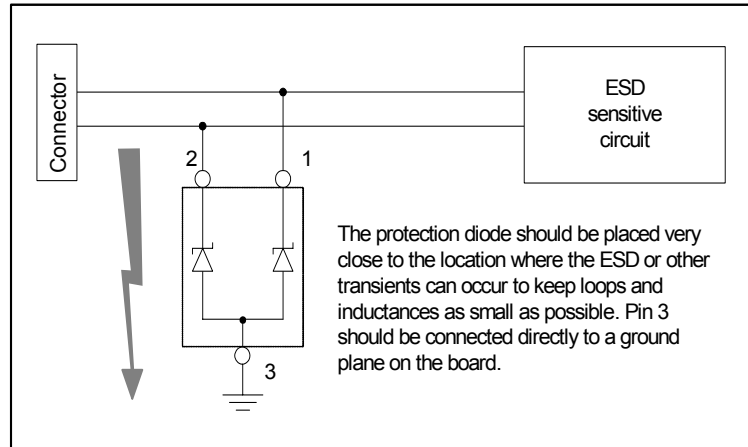 Connector
ESD
sensitive
circuit
2
1
The protection diode should be placed very
close to the location where the ESD or other
transients can occur to keep loops and
inductances as small as possible. Pin 3
should be connected directly to a ground
plane on the board.
3